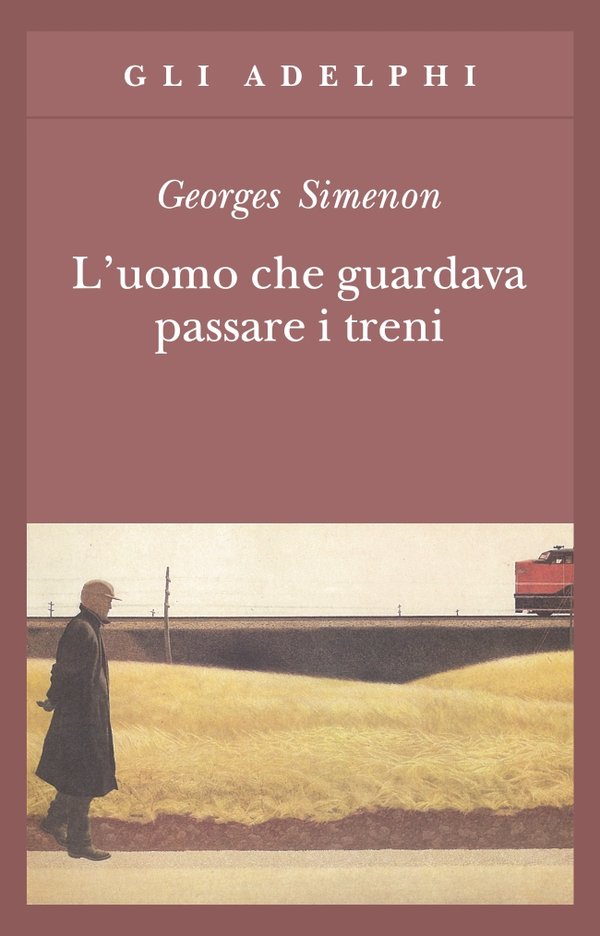 GLI ADELPHI
Georges Simenon
L’uomo che guardava
passare i treni